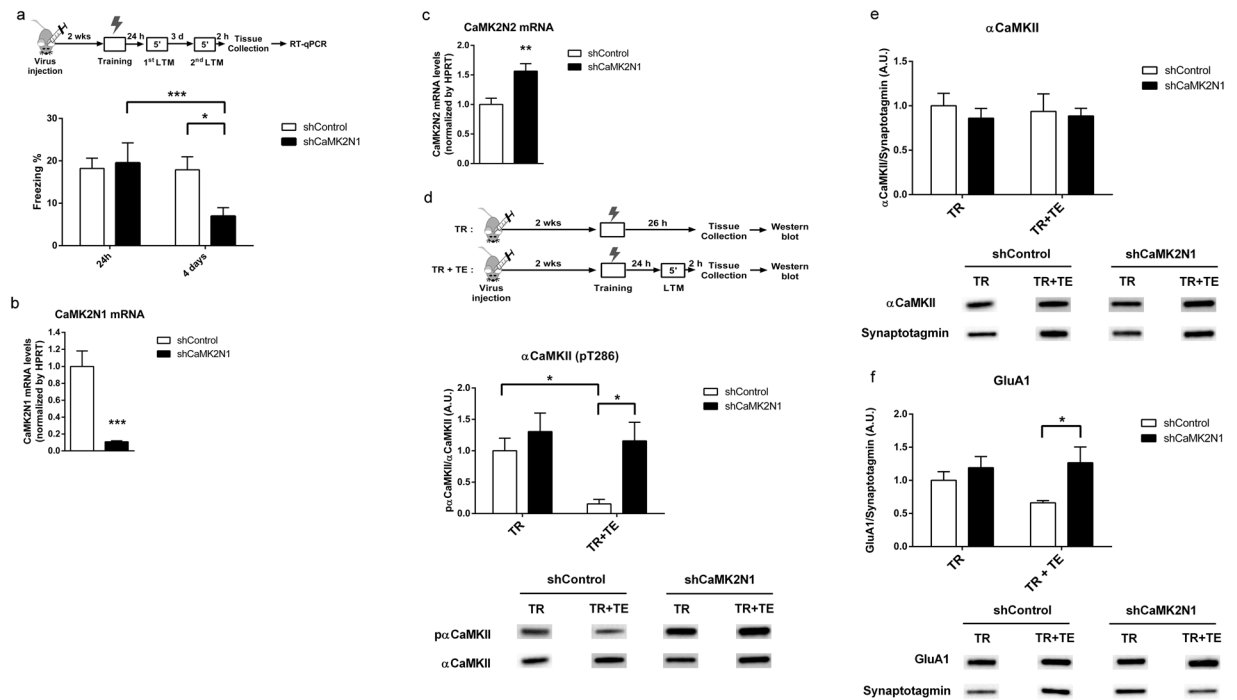 a
2 wks
24 h
3 d
2 h
5'
5'
Tissue
Collection
RT-qPCR
Virus
injection
Training
1st LTM
2nd LTM
***
*
shControl
shCaMK2N1
Freezing %
60
40
20
0
24h
4 days
b
CaMK2N1 mRNA
CaMK2N1 mRNA levels
(normalized by HPRT)
1.4
1.2
1.0
0.8
0.6
0.4
0.2
0.0
***
shControl
shCaMK2N1
c
CaMK2N2 mRNA
CaMK2N2 mRNA levels
(normalized by HPRT)
2.0
1.5
1.0
0.5
0.0
**
shControl
shCaMK2N1
d
TR :
2 wks
26 h
Tissue
Collection
Western
blot
TR + TE :
2 wks
24 h
5'
2 h
Tissue
Collection
Western
blot
Virus
injection
Training
LTM
αCaMKII (pT286)
pαCaMKII/αCaMKII (A.U.)
2.0
1.5
1.0
0.5
0.0
*
*
shControl
shCaMK2N1
TR
TR+TE
shControl
shCaMK2N1
TR
TR+TE
TR
TR+TE
pαCaMKII
αCaMKII
e
αCaMKII
αCaMKII/Synaptotagmin (A.U.)
1.5
1.0
0.5
0.0
shControl
shCaMK2N1
TR
TR+TE
shControl
shCaMK2N1
TR
TR+TE
TR
TR+TE
αCaMKII
Synaptotagmin
f
GluA1
GluA1/Synaptotagmin (A.U.)
2.0
1.5
1.0
0.5
0.0
*
shControl
shCaMK2N1
TR
TR + TE
shControl
shCaMK2N1
TR
TR+TE
TR
TR+TE
GluA1
Synaptotagmin